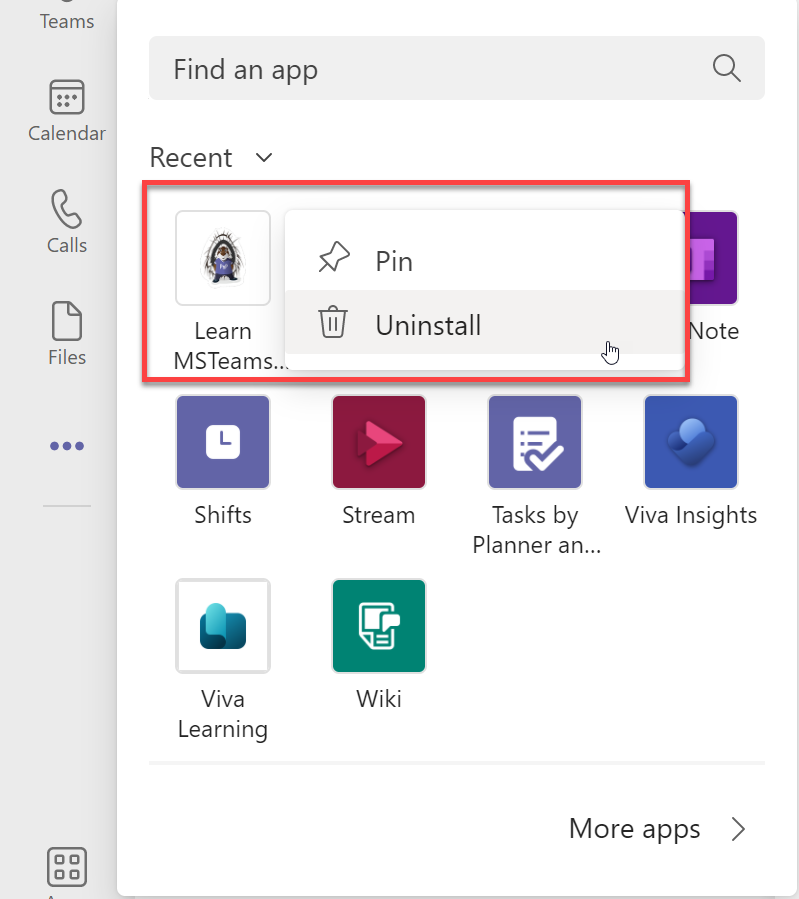 Teams
Calendar
Calls
Files
Find an app
Recent
Pin
Uninstall
Learn
MSTeams...
Note
Shifts
Stream
Tasks by
Planner an...
Viva Insights
Viva
Learning
Wiki
More apps